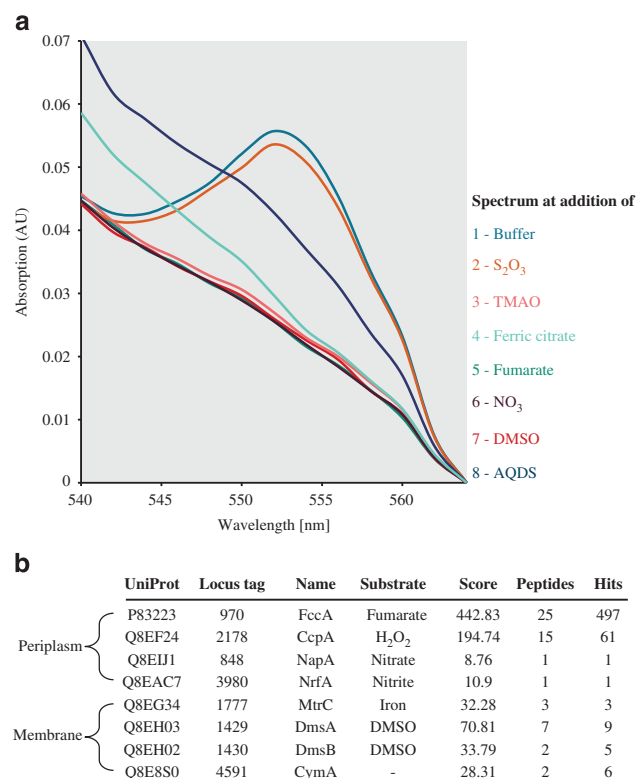 a
0.07
0.06
0.05
0.04
0.03
0.02
0.01
0
Absorption (AU)
540 545 550 555 560
Wavelength [nm]
Spectrum at addition of
1 - Buffer
2 - S2O3
3 - TMAO
4 - Ferric citrate
5 - Fumarate
6 - NO3
7 - DMSO
8 - AQDS
b
UniProt Locus tag Name Substrate Score Peptides Hits
Periplasm
P83223 970 FccA Fumarate 442.83 25 497
Q8EF24 2178 CcpA H2O2 194.74 15 61
Q8EIJ1 848 NapA Nitrate 8.76 1 1
Q8EAC7 3980 NrfA Nitrite 10.9 1 1
Membrane
Q8EG34 1777 MtrC Iron 32.28 3 3
Q8EH03 1429 DmsA DMSO 70.81 7 9
Q8EH02 1430 DmsB DMSO 33.79 2 5
Q8E8S0 4591 CymA - 28.31 2 6